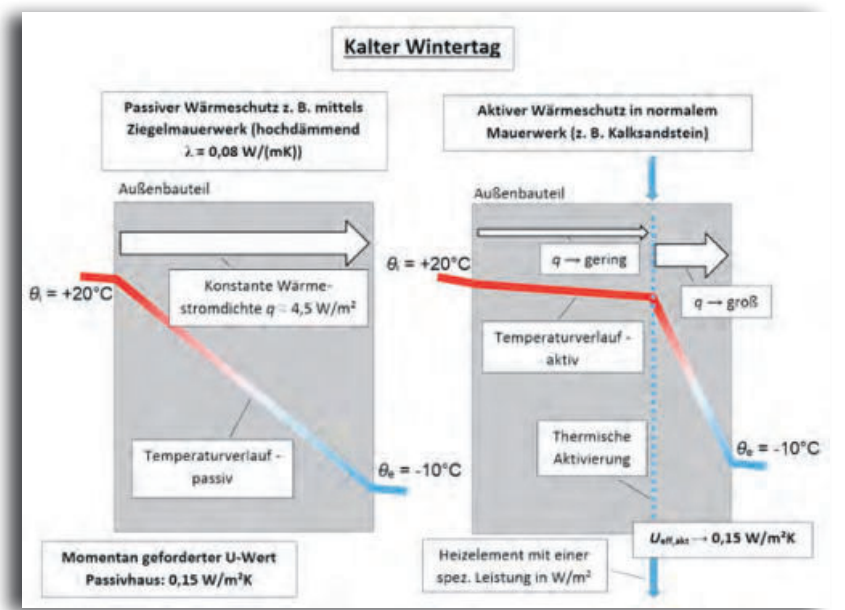 Kalter Wintertag
Passiver Wärmeschutz z. B. mittels
Ziegelmauerwerk (hochdämmend
λ = 0,08 W/(mK))
Außenbauteil
θi = +20°C
Konstante Wärme-
stromdichte q = 4,5 W/m²
Temperaturverlauf -
passiv
θe = -10°C
Momentan geforderter U-Wert
Passivhaus: 0,15 W/m²K
Aktiver Wärmeschutz in normalem
Mauerwerk (z. B. Kalksandstein)
Außenbauteil
θi = +20°C
q → gering
q → groß
Temperaturverlauf -
aktiv
Thermische
Aktivierung
θe = -10°C
Ueff,akt → 0,15 W/m²K
Heizelement mit einer
spez. Leistung in W/m²